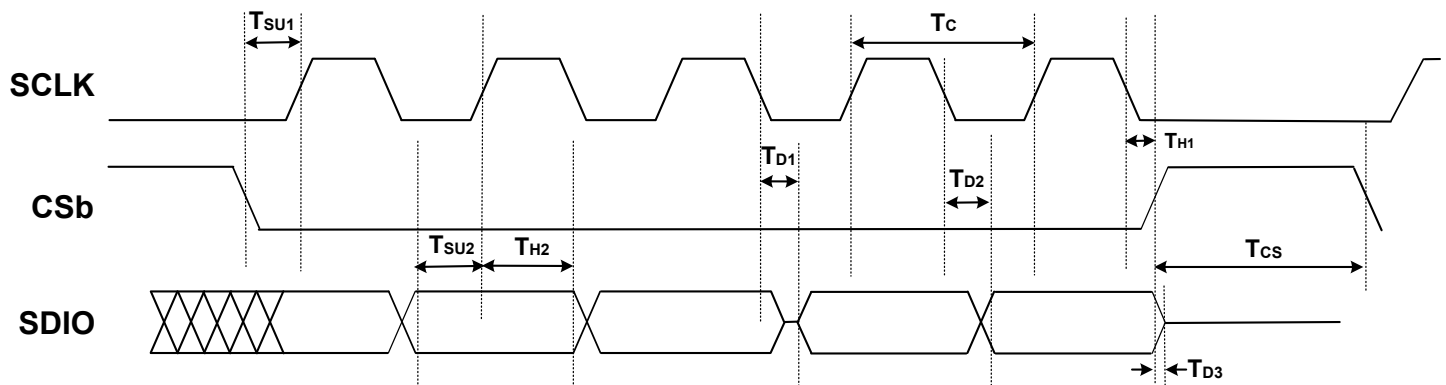 TSU1
TC
SCLK
TH1
TD1
TD2
CSb
TSU2
TH2
TCS
SDIO
TD3